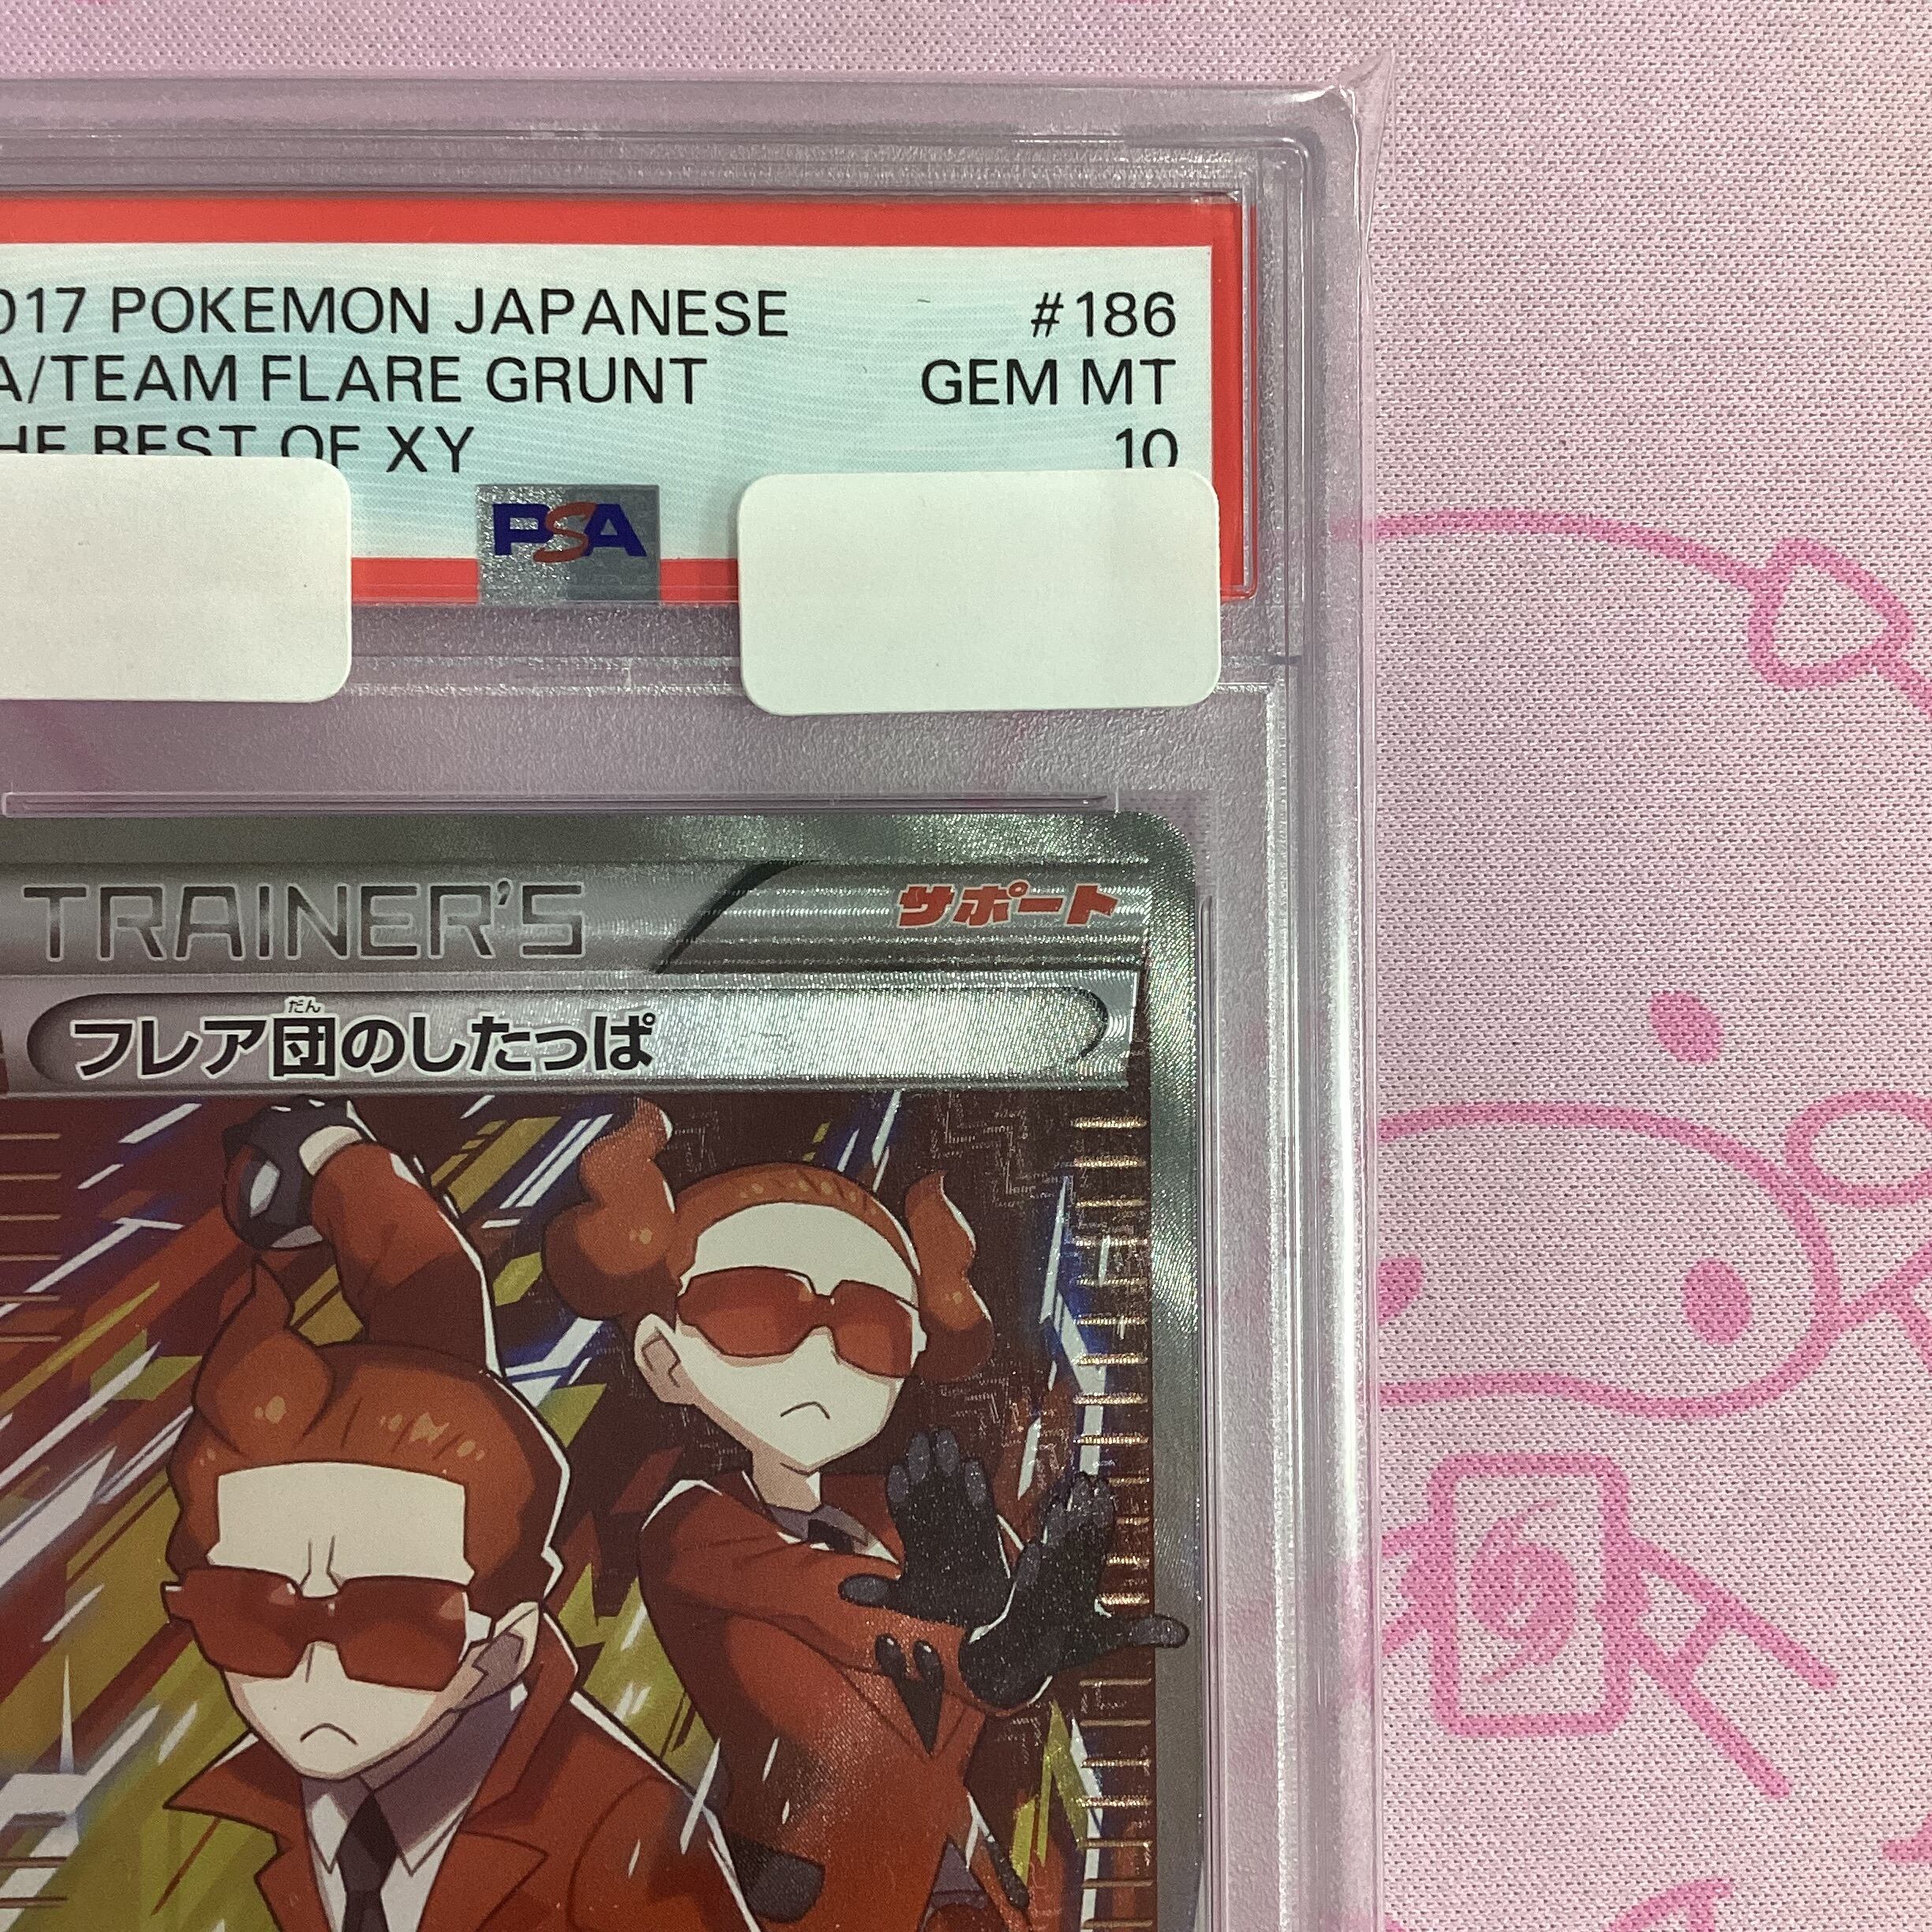 017 POKEMON JAPANESE #186
A/TEAM FLARE GRUNT GEM MT
HE BEST OF XY 10
PSA
TRAINER'S サポート
だん
フレア団のしたっぱ